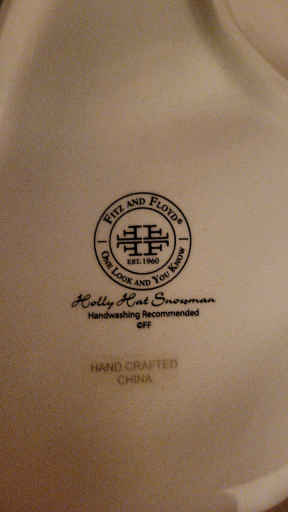 FITZ AND FLOYD®
EST. 1960
ONE LOOK AND YOU KNOW
Holly Hat Snowman
Handwashing Recommended
©FF
HAND CRAFTED
CHINA